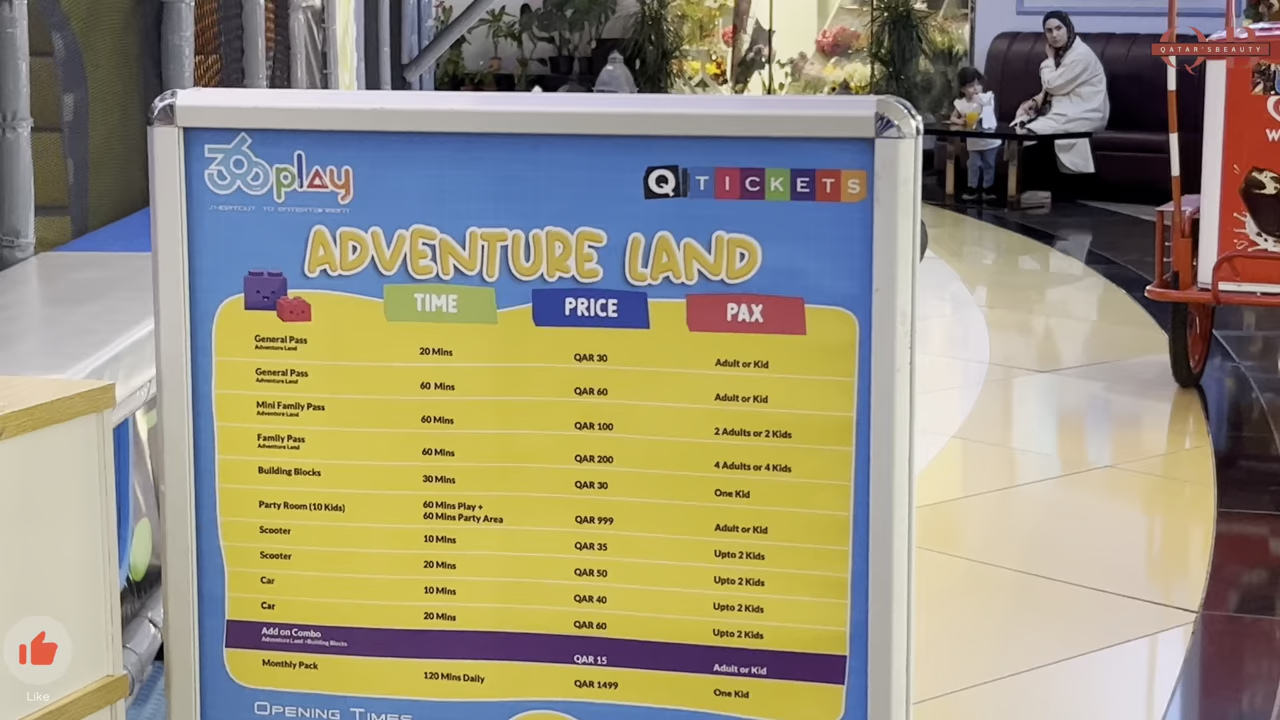 QATAR'SBEAUTY
360play
SHORTCUT TO ENTERTAINMENT
Q TICKETS
ADVENTURE LAND
TIME PRICE PAX
General Pass 20 Mins QAR 30 Adult or Kid
Adventure Land
General Pass 60 Mins QAR 60 Adult or Kid
Adventure Land
Mini Family Pass 60 Mins QAR 100 2 Adults or 2 Kids
Adventure Land
Family Pass 60 Mins QAR 200 4 Adults or 4 Kids
Adventure Land
Building Blocks 30 Mins QAR 30 One Kid
Party Room (10 Kids) 60 Mins Play + QAR 999 Adult or Kid
60 Mins Party Area
Scooter 10 Mins QAR 35 Upto 2 Kids
Scooter 20 Mins QAR 50 Upto 2 Kids
Car 10 Mins QAR 40 Upto 2 Kids
Car 20 Mins QAR 60 Upto 2 Kids
Add on Combo QAR 15 Adult or Kid
Adventure Land +Building Blocks
Monthly Pack 120 Mins Daily QAR 1499 One Kid
OPENING TIMES
Like